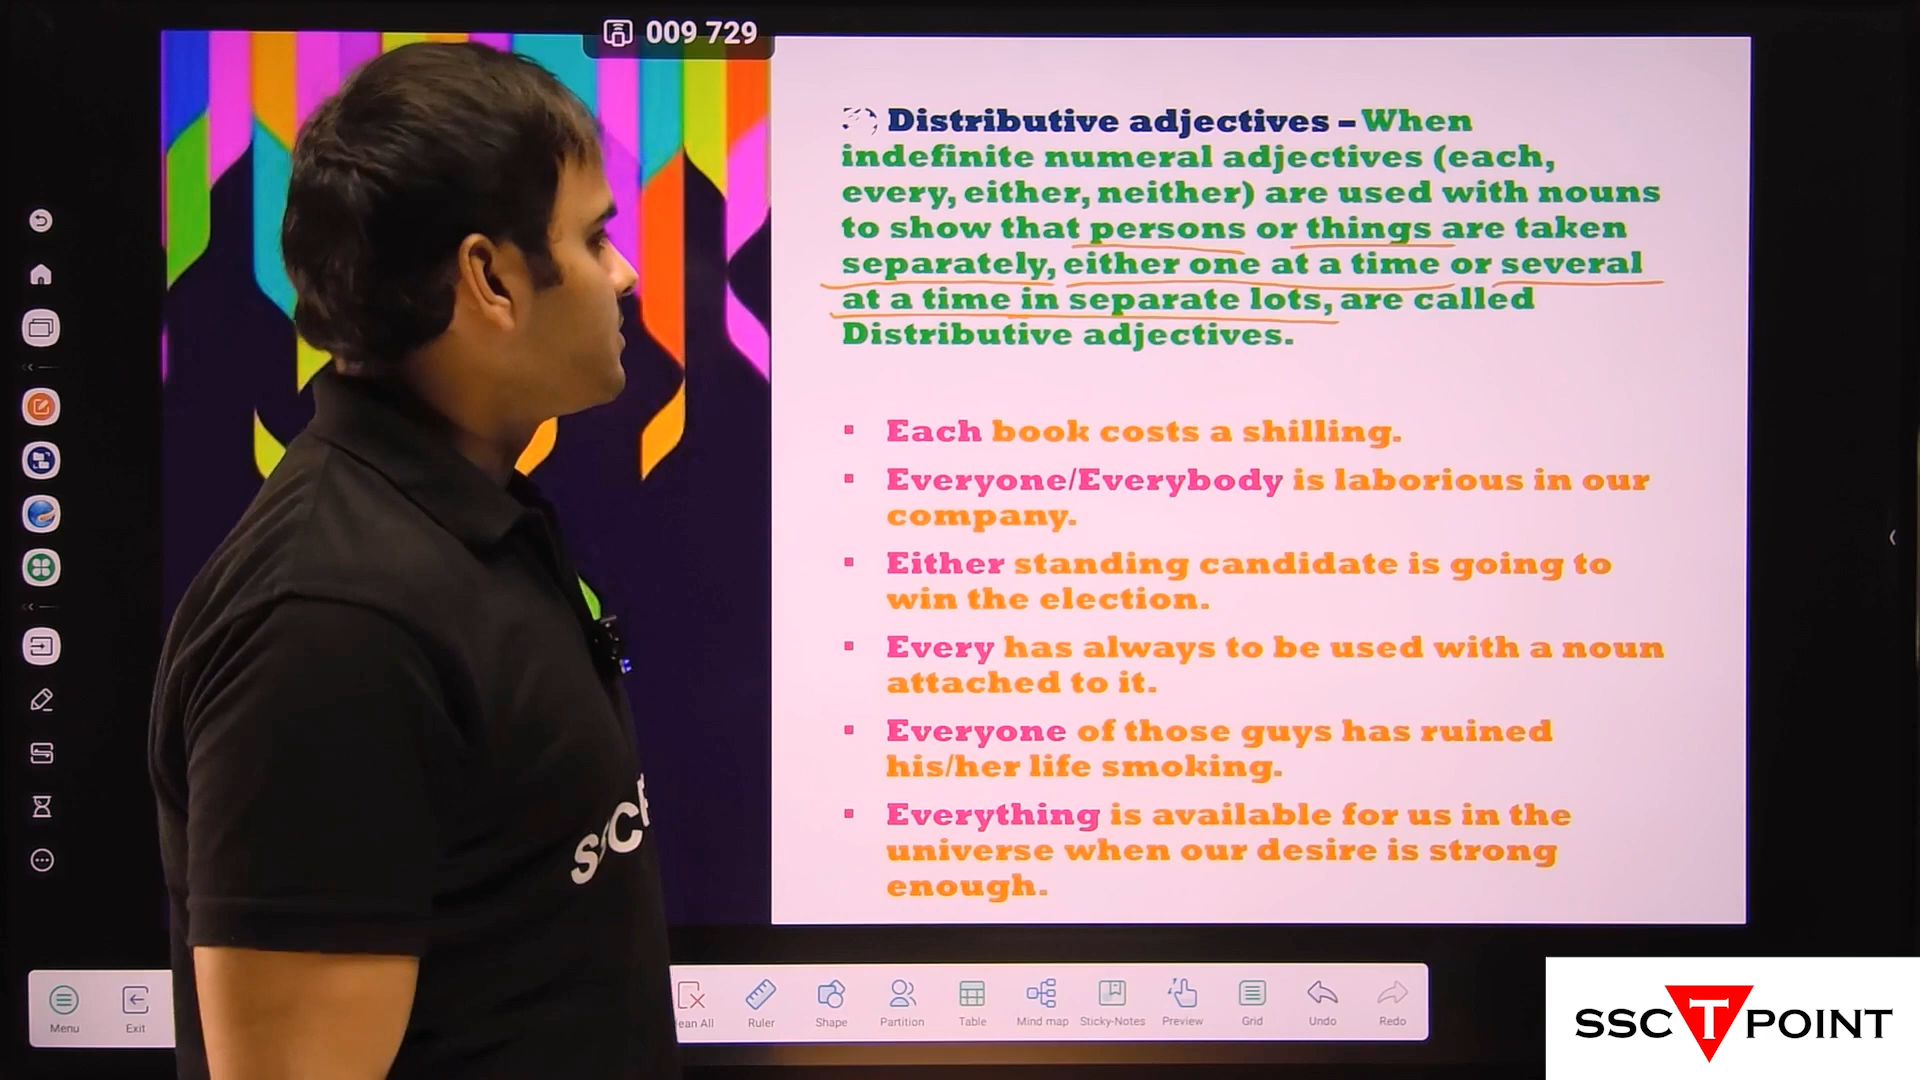 009 729
Distributive adjectives – When
indefinite numeral adjectives (each,
every, either, neither) are used with nouns
to show that persons or things are taken
separately, either one at a time or several
at a time in separate lots, are called
Distributive adjectives.
Each book costs a shilling.
Everyone/Everybody is laborious in our
company.
Either standing candidate is going to
win the election.
Every has always to be used with a noun
attached to it.
Everyone of those guys has ruined
his/her life smoking.
Everything is available for us in the
universe when our desire is strong
enough.
SSC
Menu Exit ean All Ruler Shape Partition Table Mind map Sticky-Notes Preview Grid Undo Redo
SSC T POINT